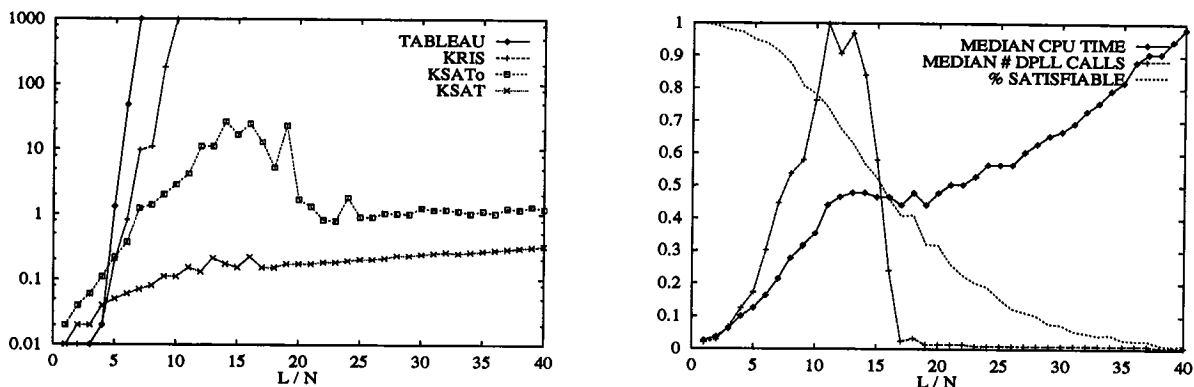 1000
100
10
1
0.1
0.01
TABLEAU
KRIS
KSATo
KSAT
0 5 10 15 20 25 30 35 40
L / N
1
0.9
0.8
0.7
0.6
0.5
0.4
0.3
0.2
0.1
0
MEDIAN CPU TIME
MEDIAN # DPLL CALLS
% SATISFIABLE
0 5 10 15 20 25 30 35 40
L / N